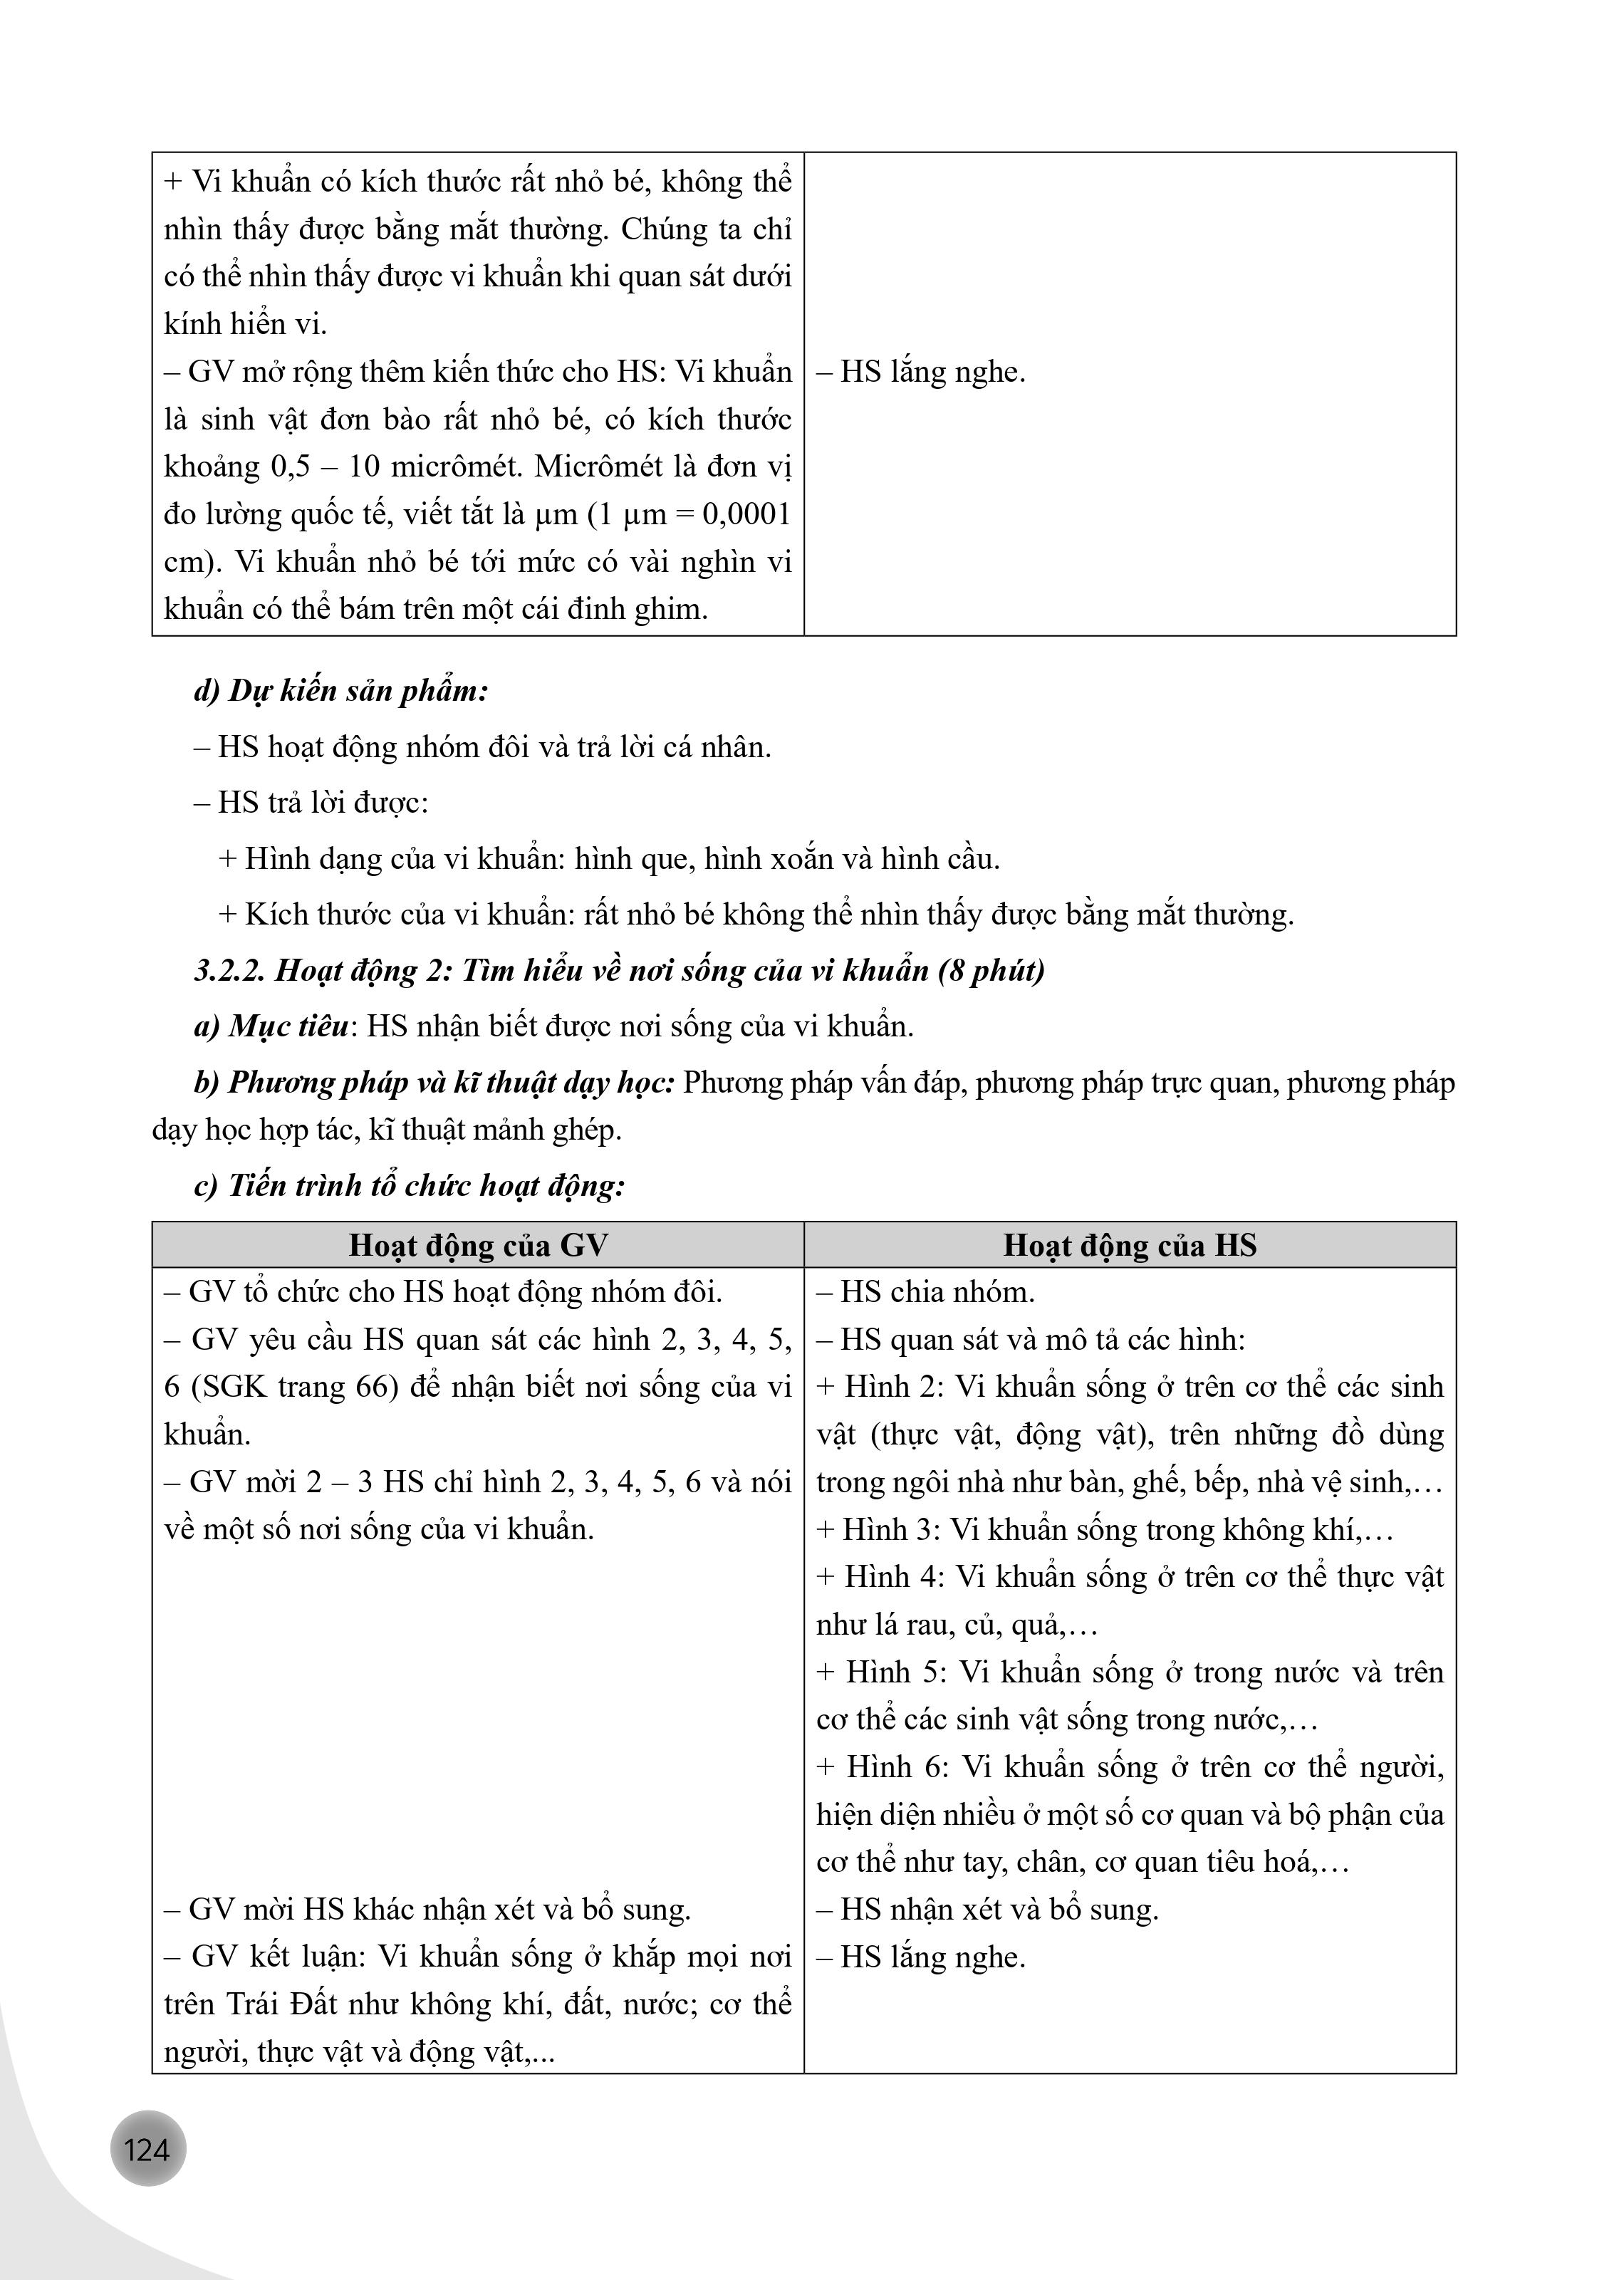 + Vi khuẩn có kích thước rất nhỏ bé, không thể
nhìn thấy được bằng mắt thường. Chúng ta chỉ
có thể nhìn thấy được vi khuẩn khi quan sát dưới
kính hiển vi.
– GV mở rộng thêm kiến thức cho HS: Vi khuẩn
là sinh vật đơn bào rất nhỏ bé, có kích thước
khoảng 0,5 – 10 micrômét. Micrômét là đơn vị
đo lường quốc tế, viết tắt là µm (1 µm = 0,0001
cm). Vi khuẩn nhỏ bé tới mức có vài nghìn vi
khuẩn có thể bám trên một cái đinh ghim.
– HS lắng nghe.
d) Dự kiến sản phẩm:
– HS hoạt động nhóm đôi và trả lời cá nhân.
– HS trả lời được:
+ Hình dạng của vi khuẩn: hình que, hình xoắn và hình cầu.
+ Kích thước của vi khuẩn: rất nhỏ bé không thể nhìn thấy được bằng mắt thường.
3.2.2. Hoạt động 2: Tìm hiểu về nơi sống của vi khuẩn (8 phút)
a) Mục tiêu: HS nhận biết được nơi sống của vi khuẩn.
b) Phương pháp và kĩ thuật dạy học: Phương pháp vấn đáp, phương pháp trực quan, phương pháp
dạy học hợp tác, kĩ thuật mảnh ghép.
c) Tiến trình tổ chức hoạt động:
Hoạt động của GV
Hoạt động của HS
– GV tổ chức cho HS hoạt động nhóm đôi.
– GV yêu cầu HS quan sát các hình 2, 3, 4, 5,
6 (SGK trang 66) để nhận biết nơi sống của vi
khuẩn.
– GV mời 2 – 3 HS chỉ hình 2, 3, 4, 5, 6 và nói
về một số nơi sống của vi khuẩn.
– GV mời HS khác nhận xét và bổ sung.
– GV kết luận: Vi khuẩn sống ở khắp mọi nơi
trên Trái Đất như không khí, đất, nước; cơ thể
người, thực vật và động vật,...
– HS chia nhóm.
– HS quan sát và mô tả các hình:
+ Hình 2: Vi khuẩn sống ở trên cơ thể các sinh
vật (thực vật, động vật), trên những đồ dùng
trong ngôi nhà như bàn, ghế, bếp, nhà vệ sinh,…
+ Hình 3: Vi khuẩn sống trong không khí,…
+ Hình 4: Vi khuẩn sống ở trên cơ thể thực vật
như lá rau, củ, quả,…
+ Hình 5: Vi khuẩn sống ở trong nước và trên
cơ thể các sinh vật sống trong nước,…
+ Hình 6: Vi khuẩn sống ở trên cơ thể người,
hiện diện nhiều ở một số cơ quan và bộ phận của
cơ thể như tay, chân, cơ quan tiêu hoá,…
– HS nhận xét và bổ sung.
– HS lắng nghe.
124